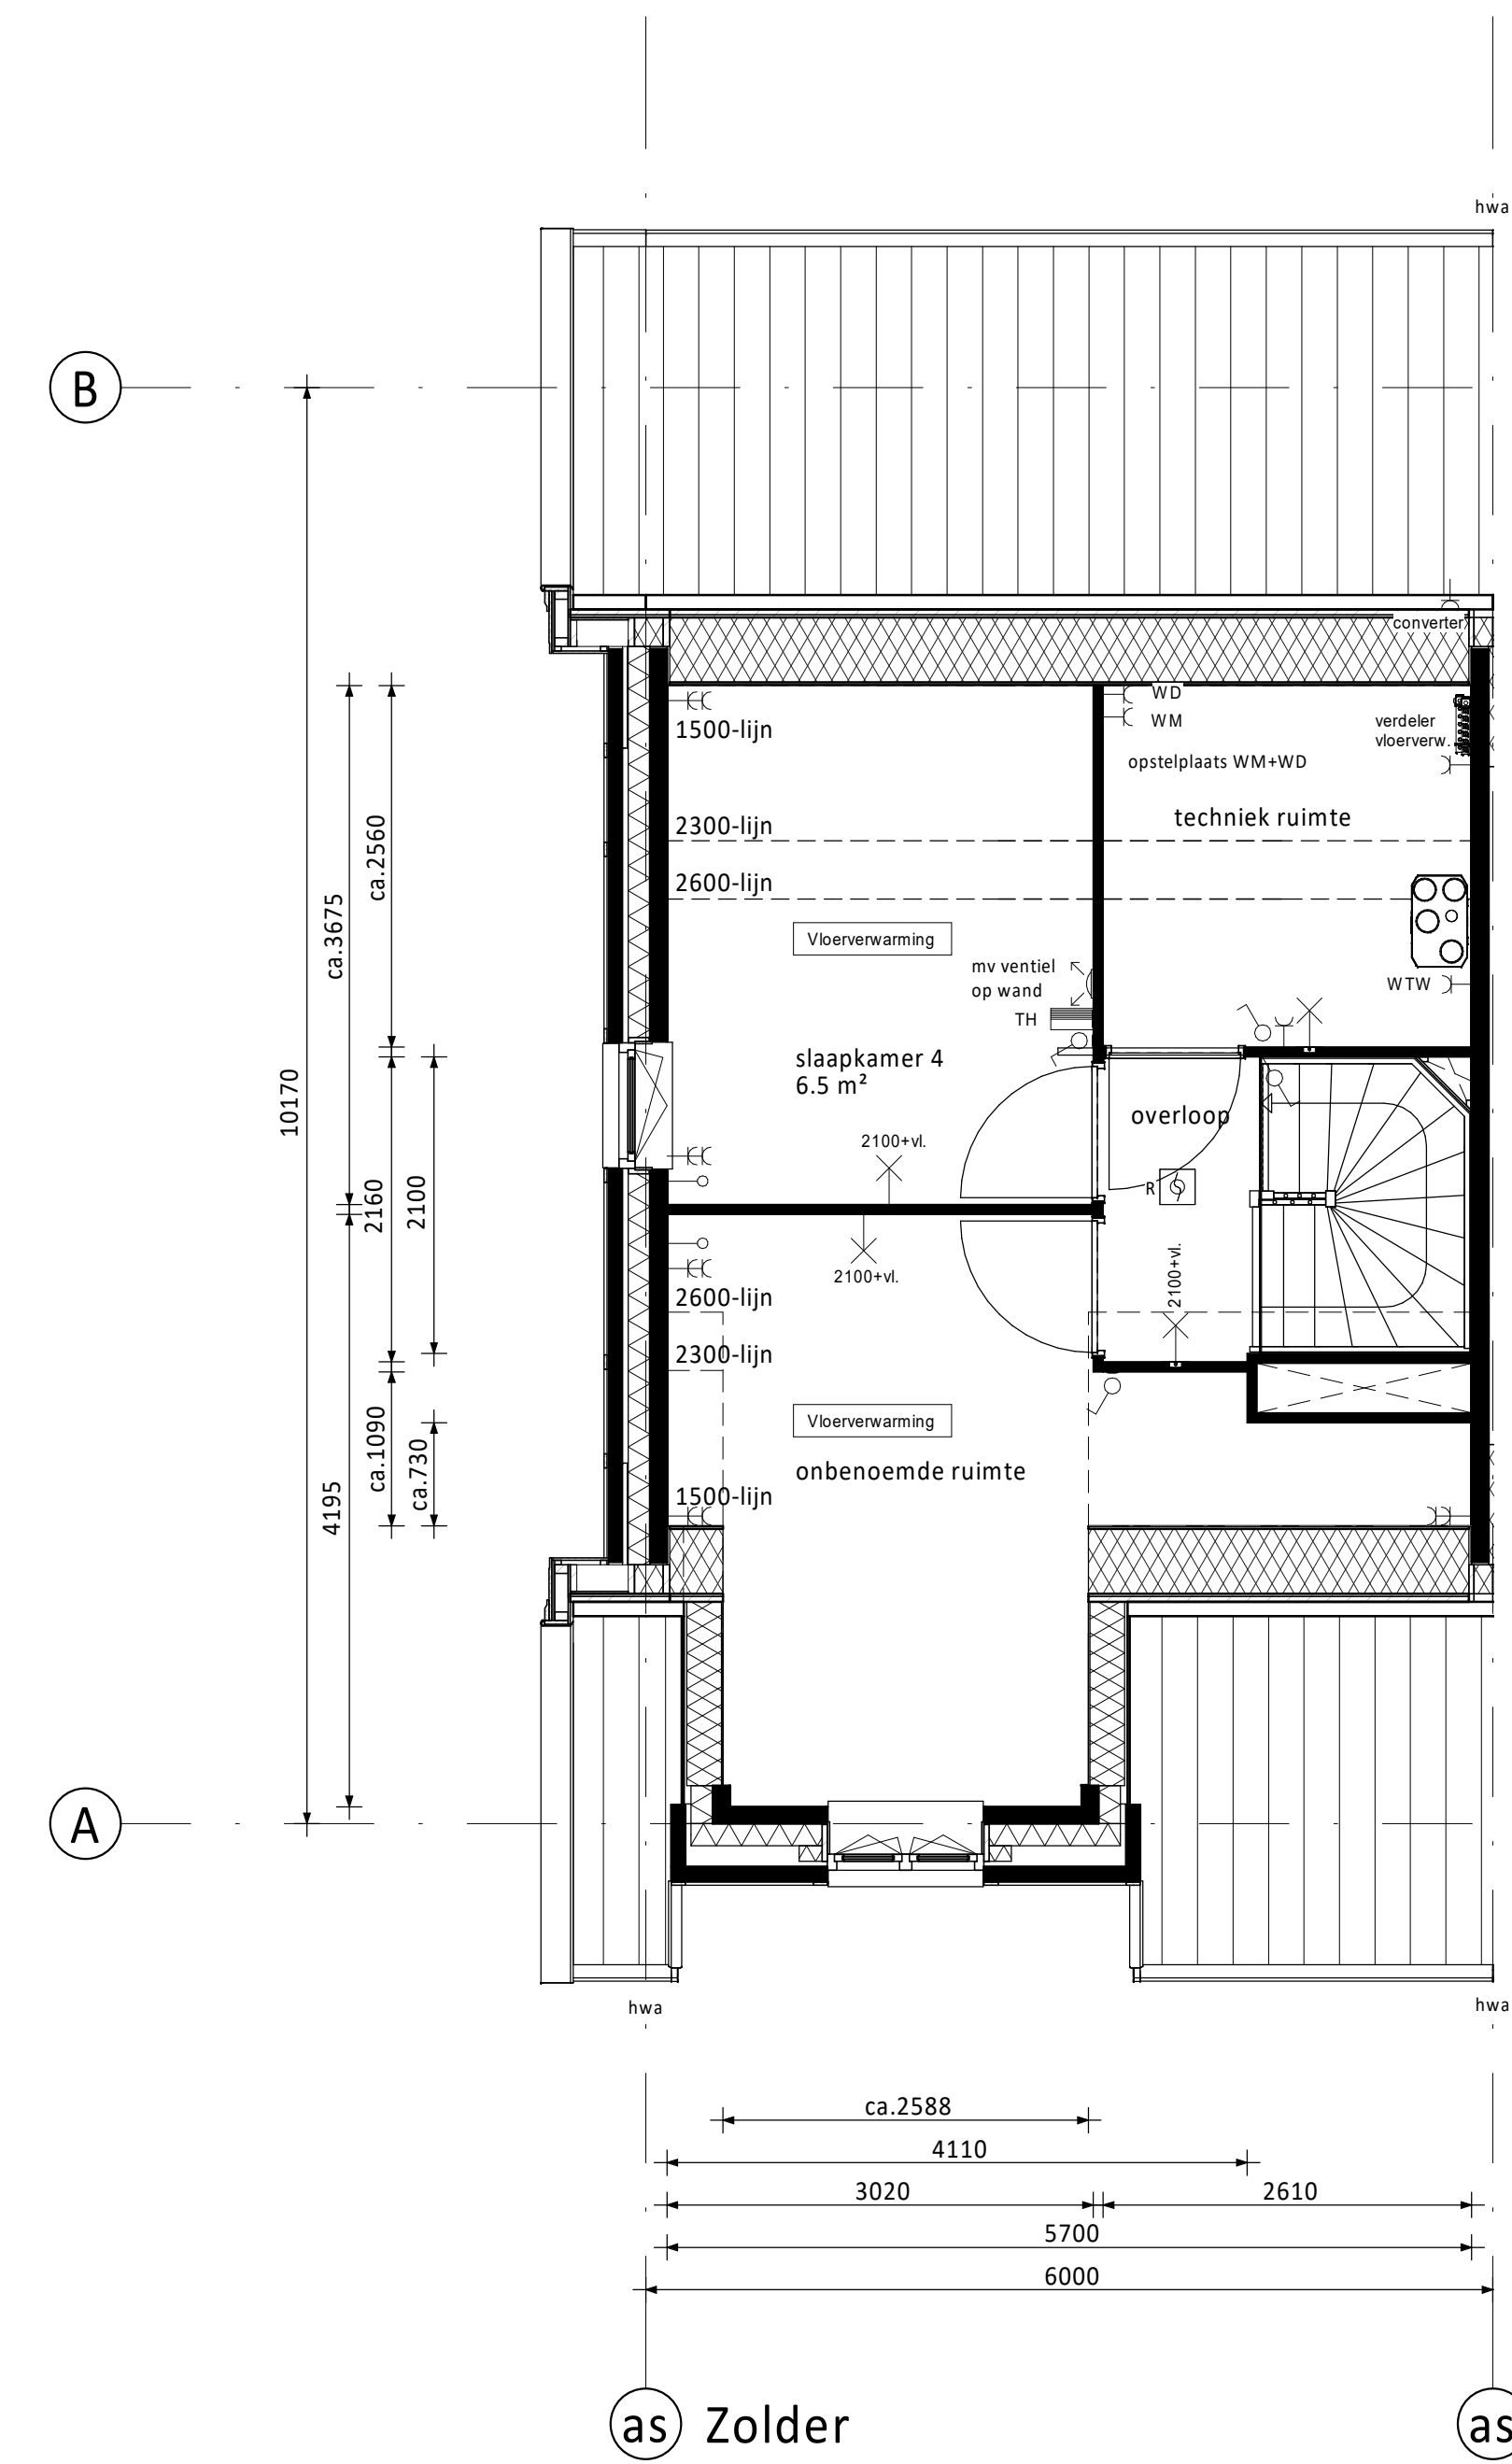 hwa
B
converter
WD
WM
verdeler
vloerverw.
1500-lijn
opstelplaats WM+WD
techniek ruimte
2300-lijn
2600-lijn
ca.2560
ca.3675
Vloerverwarming
mv ventiel
op wand
TH
WTW
slaapkamer 4
6.5 m²
overloop
10170
2100+vl.
R
2160
2100
2100+vl.
2100+vl.
2600-lijn
2300-lijn
Vloerverwarming
ca.1090
ca.730
onbenoemde ruimte
4195
1500-lijn
A
hwa
hwa
ca.2588
4110
3020
2610
5700
6000
as
Zolder
as